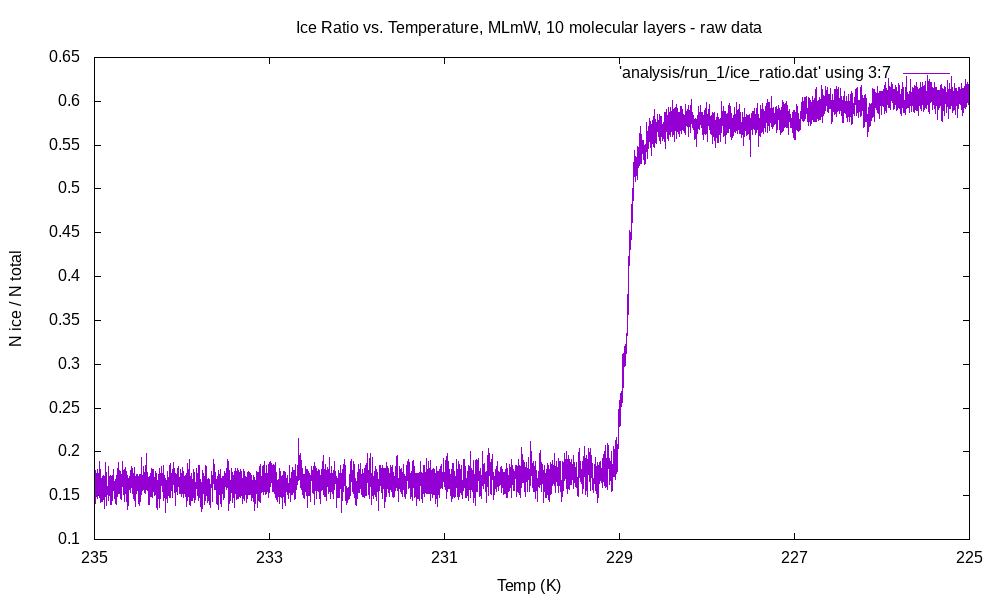 Ice Ratio vs. Temperature, MLmW, 10 molecular layers - raw data
'analysis/run_1/ice_ratio.dat' using 3:7
N ice / N total
0.65
0.6
0.55
0.5
0.45
0.4
0.35
0.3
0.25
0.2
0.15
0.1
235 233 231 229 227 225
Temp (K)